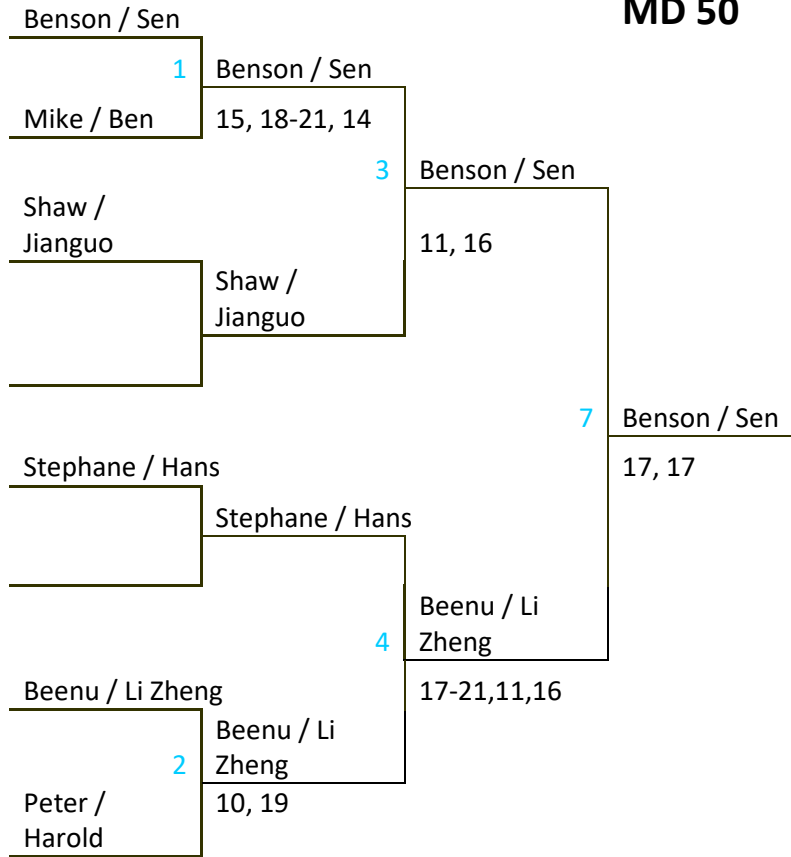 MD 50
Benson / Sen
1
Benson / Sen
Mike / Ben
15, 18-21, 14
3
Benson / Sen
Shaw /
Jianguo
11, 16
Shaw /
Jianguo
7
Benson / Sen
Stephane / Hans
17, 17
Stephane / Hans
Beenu / Li
Zheng
4
Beenu / Li Zheng
17-21,11,16
Beenu / Li
Zheng
2
Peter /
Harold
10, 19